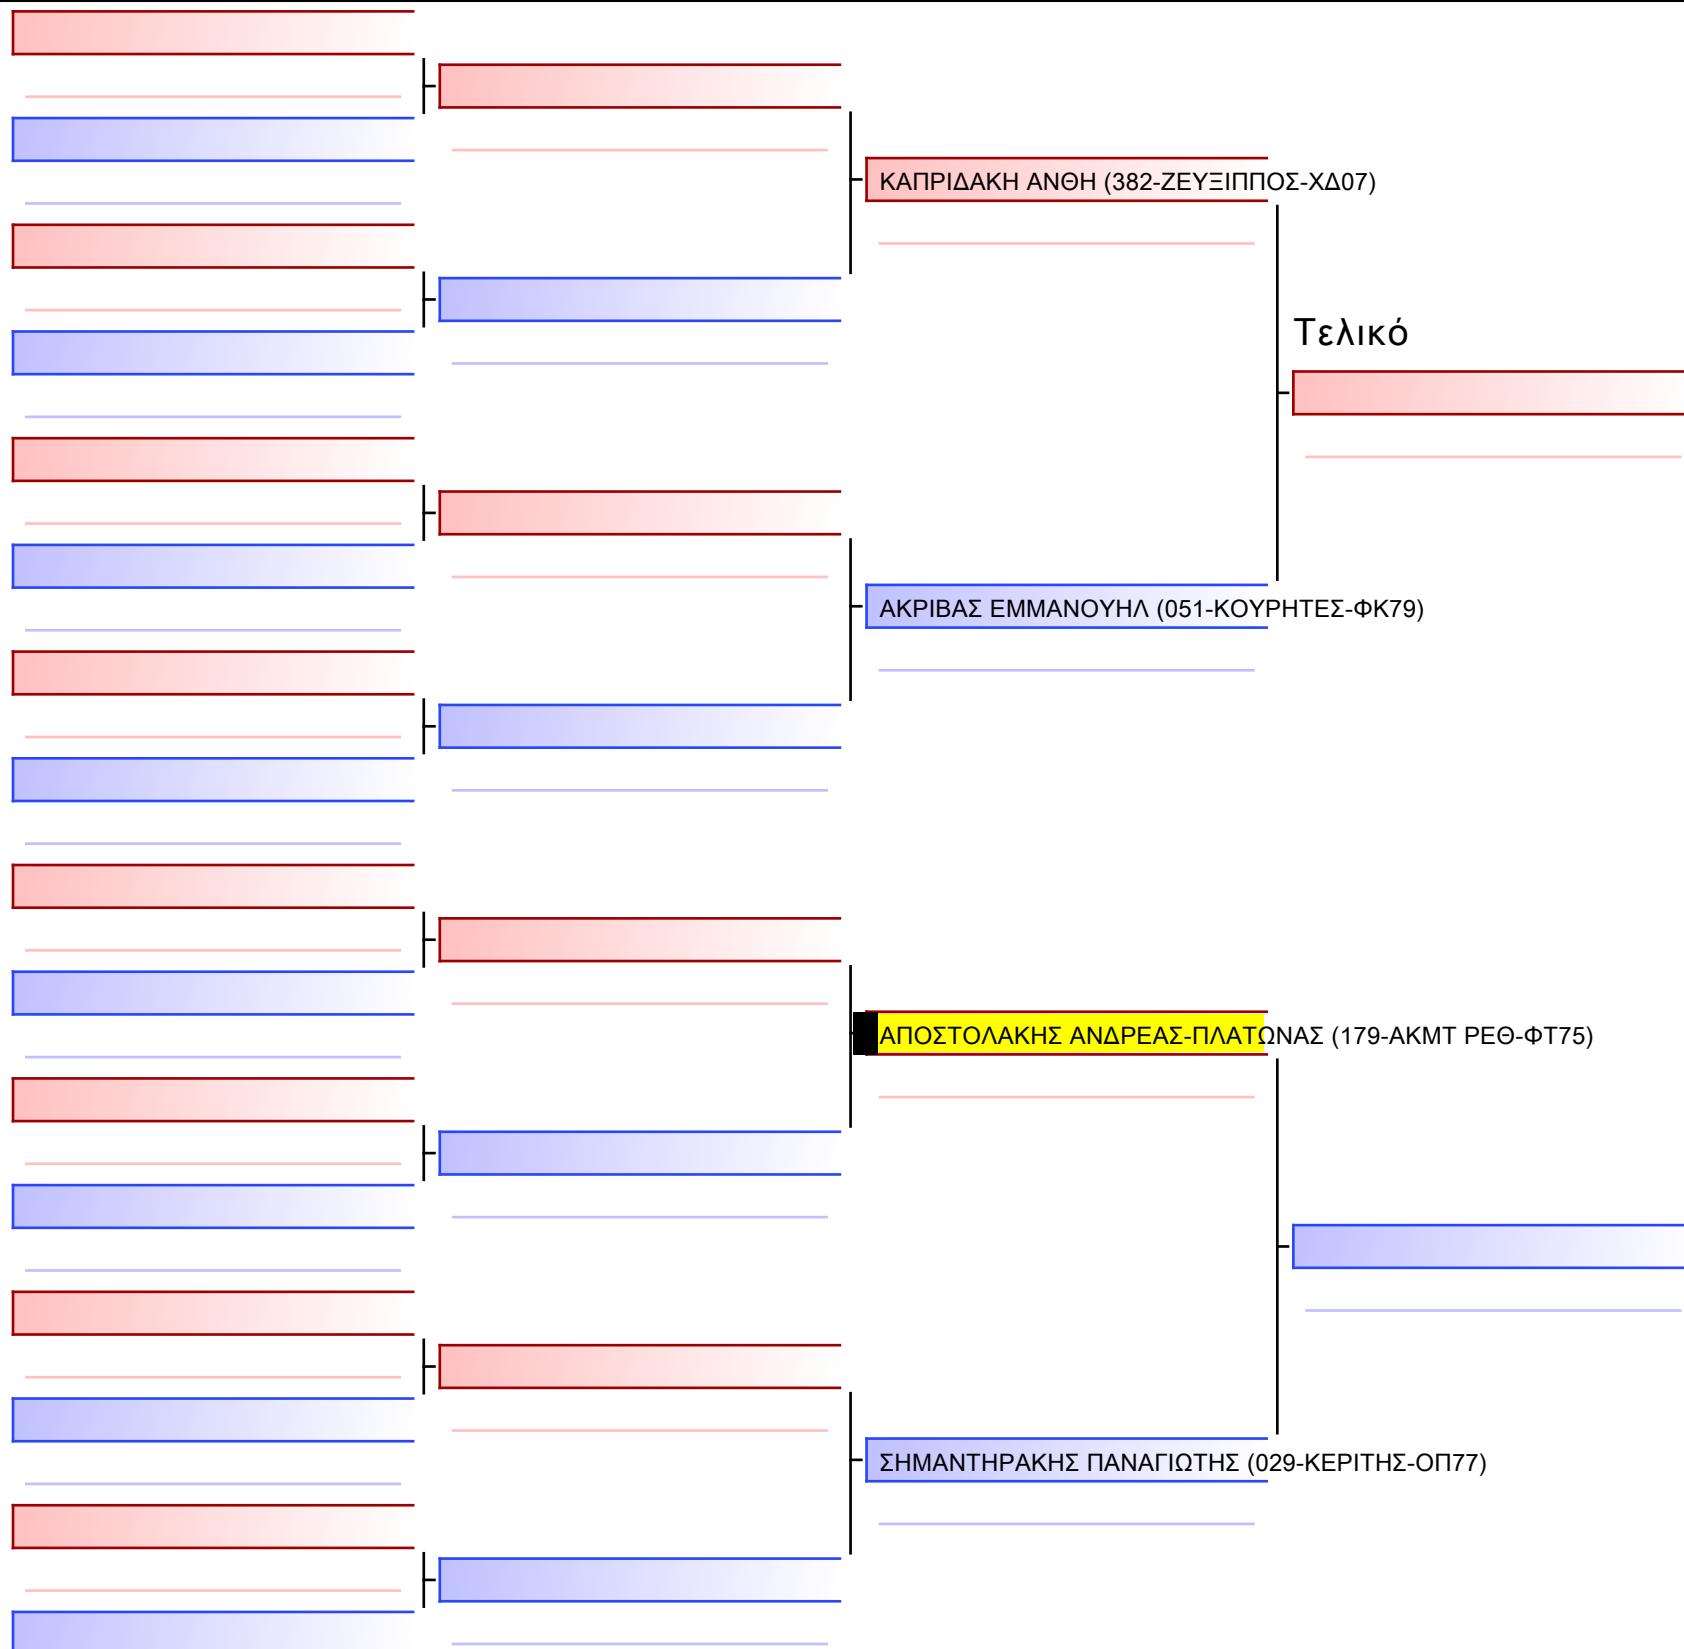 ΚΑΠΡΙΔΑΚΗ ΑΝΘΗ (382-ΖΕΥΞΙΠΠΟΣ-ΧΔ07)
Τελικό
ΑΚΡΙΒΑΣ ΕΜΜΑΝΟΥΗΛ (051-ΚΟΥΡΗΤΕΣ-ΦΚ79)
ΑΠΟΣΤΟΛΑΚΗΣ ΑΝΔΡΕΑΣ-ΠΛΑΤΩΝΑΣ (179-ΑΚΜΤ ΡΕΘ-ΦΤ75)
ΣΗΜΑΝΤΗΡΑΚΗΣ ΠΑΝΑΓΙΩΤΗΣ (029-ΚΕΡΙΤΗΣ-ΟΠ77)